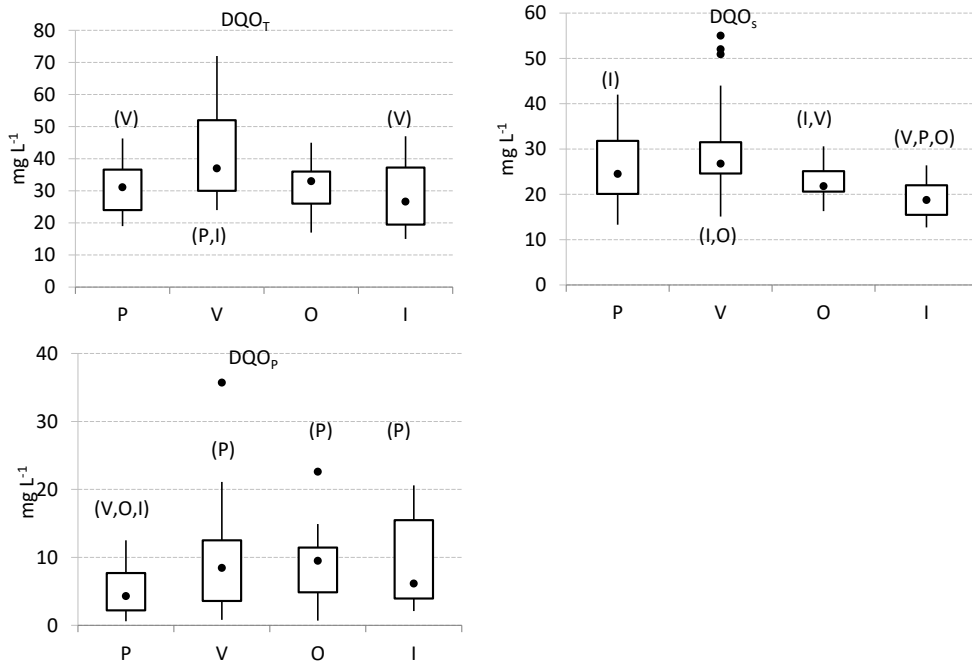 DQO_T
80
70
60
50
40
30
20
10
0
mg L⁻¹
(V)
(V)
(P,I)
P V O I
DQO_s
60
50
40
30
20
10
0
mg L⁻¹
(I)
(I,V)
(V,P,O)
(I,O)
P V O I
DQO_P
40
30
20
10
0
mg L⁻¹
(P) (P)
(P)
(V,O,I)
P V O I